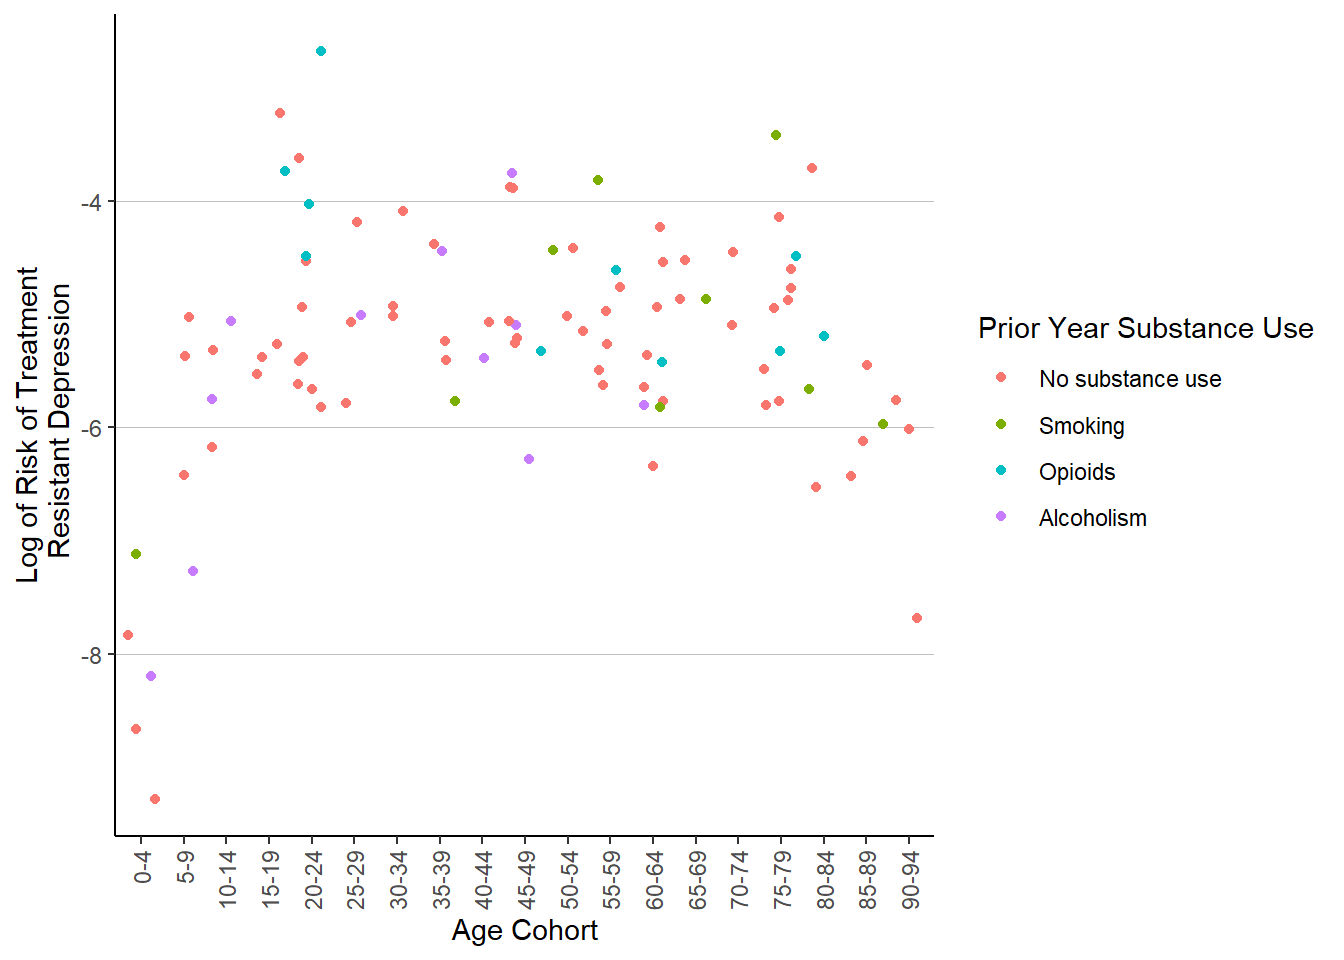 Log of Risk of Treatment
Resistant Depression
-4
-6
-8
0-4
5-9
10-14
15-19
20-24
25-29
30-34
35-39
40-44
45-49
50-54
55-59
60-64
65-69
70-74
75-79
80-84
85-89
90-94
Age Cohort
Prior Year Substance Use
No substance use
Smoking
Opioids
Alcoholism